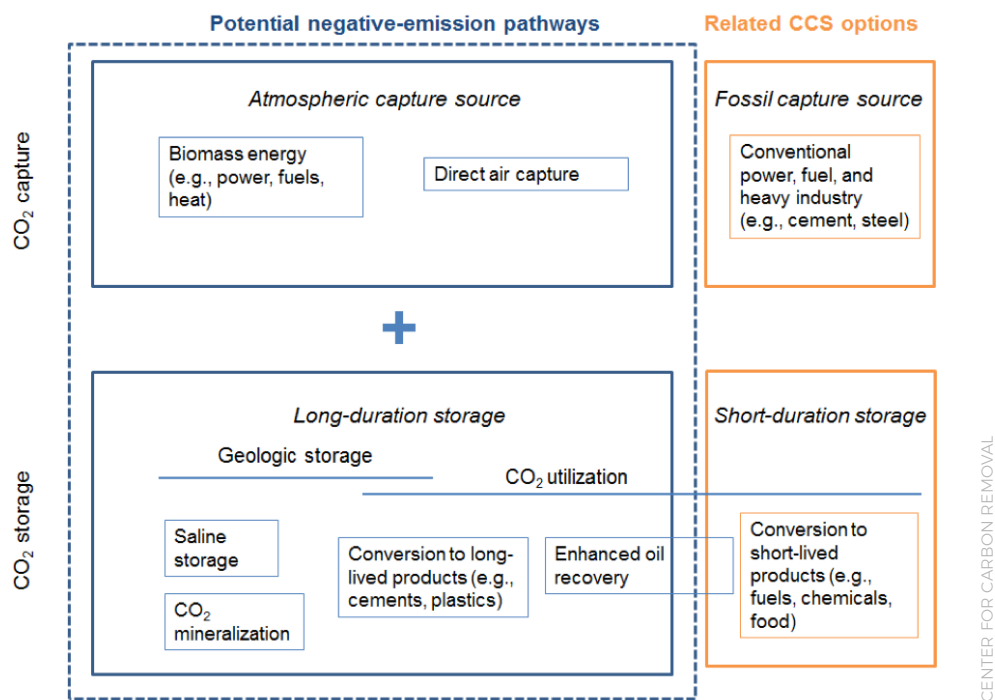 Potential negative-emission pathways
Related CCS options
CO₂ capture
Atmospheric capture source
Biomass energy
(e.g., power, fuels,
heat)
Direct air capture
Fossil capture source
Conventional
power, fuel, and
heavy industry
(e.g., cement, steel)
+
CO₂ storage
Long-duration storage
Short-duration storage
Geologic storage
CO₂ utilization
Saline
storage
CO₂
mineralization
Conversion to long-
lived products (e.g.,
cements, plastics)
Enhanced oil
recovery
Conversion to
short-lived
products (e.g.,
fuels, chemicals,
food)
CENTER FOR CARBON REMOVAL